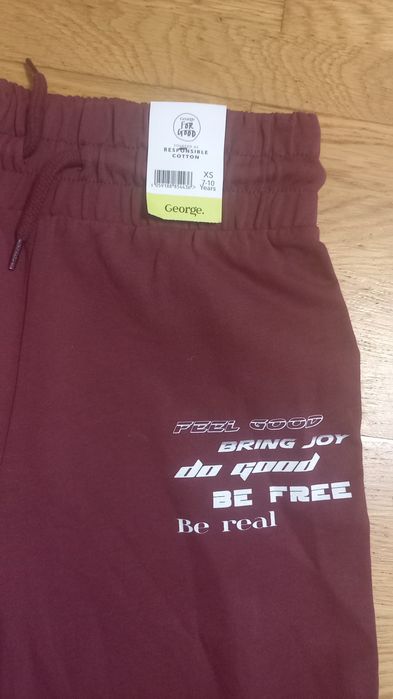 George
FOR
GOOD
RESPONSIBLE
COTTON
XS
7-10
Years
George.
FEEL GOOD
BRING JOY
do good
BE FREE
Be real